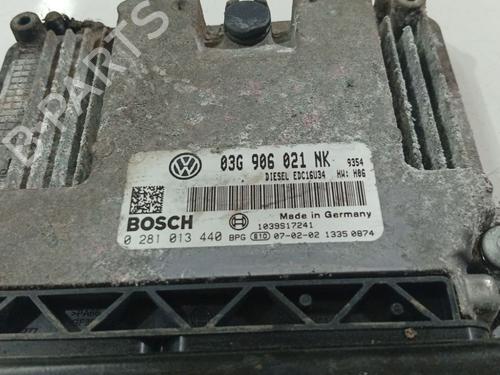 B-PARTS
03G 906 021 NK 9354
DIESEL EDC16U34 HW: H06
BOSCH
Made in Germany
1039S17241
0 281 013 440 BPG 07-02-02 1335 0874